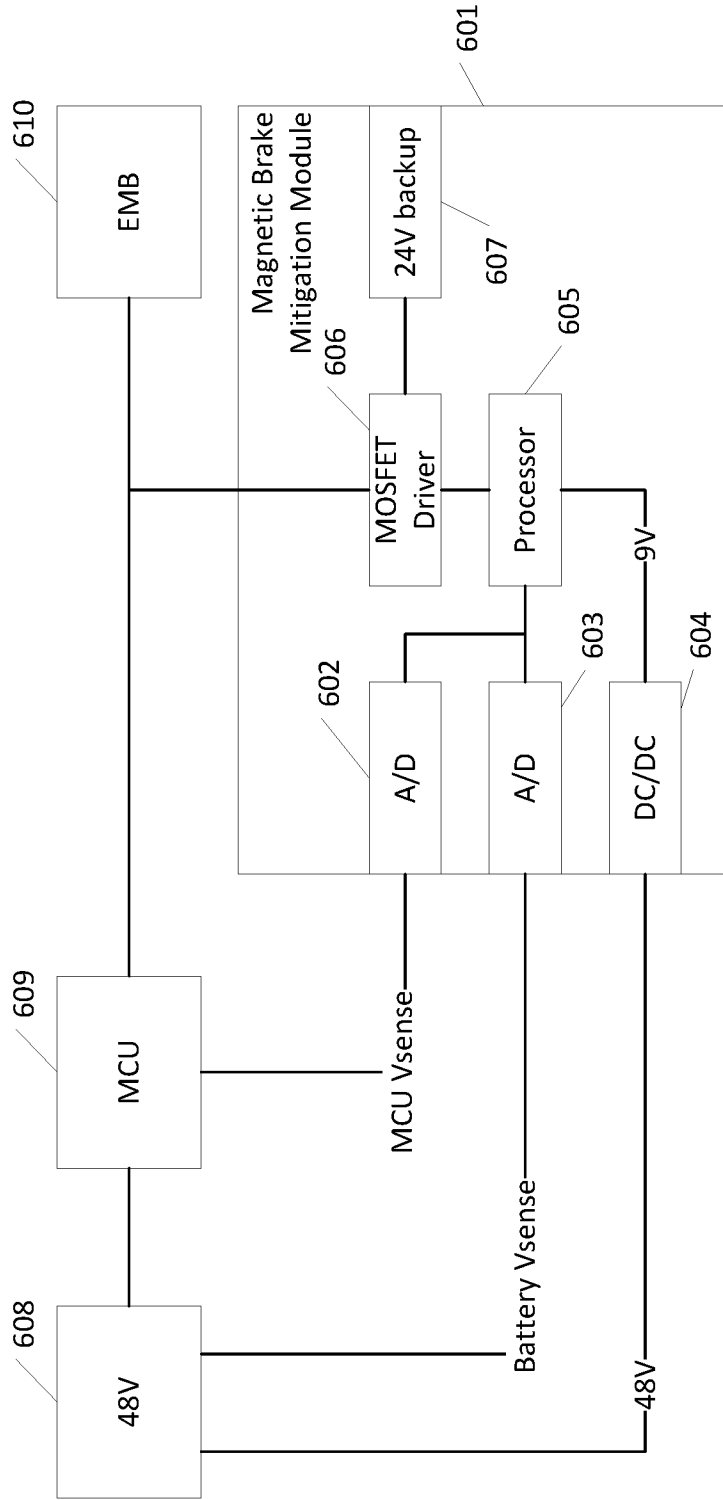 608
609
610
48V
MCU
EMB
Magnetic Brake
Mitigation Module
601
606
MOSFET
Driver
24V backup
607
602
A/D
605
Processor
603
A/D
604
DC/DC
9V
MCU Vsense
Battery Vsense
48V